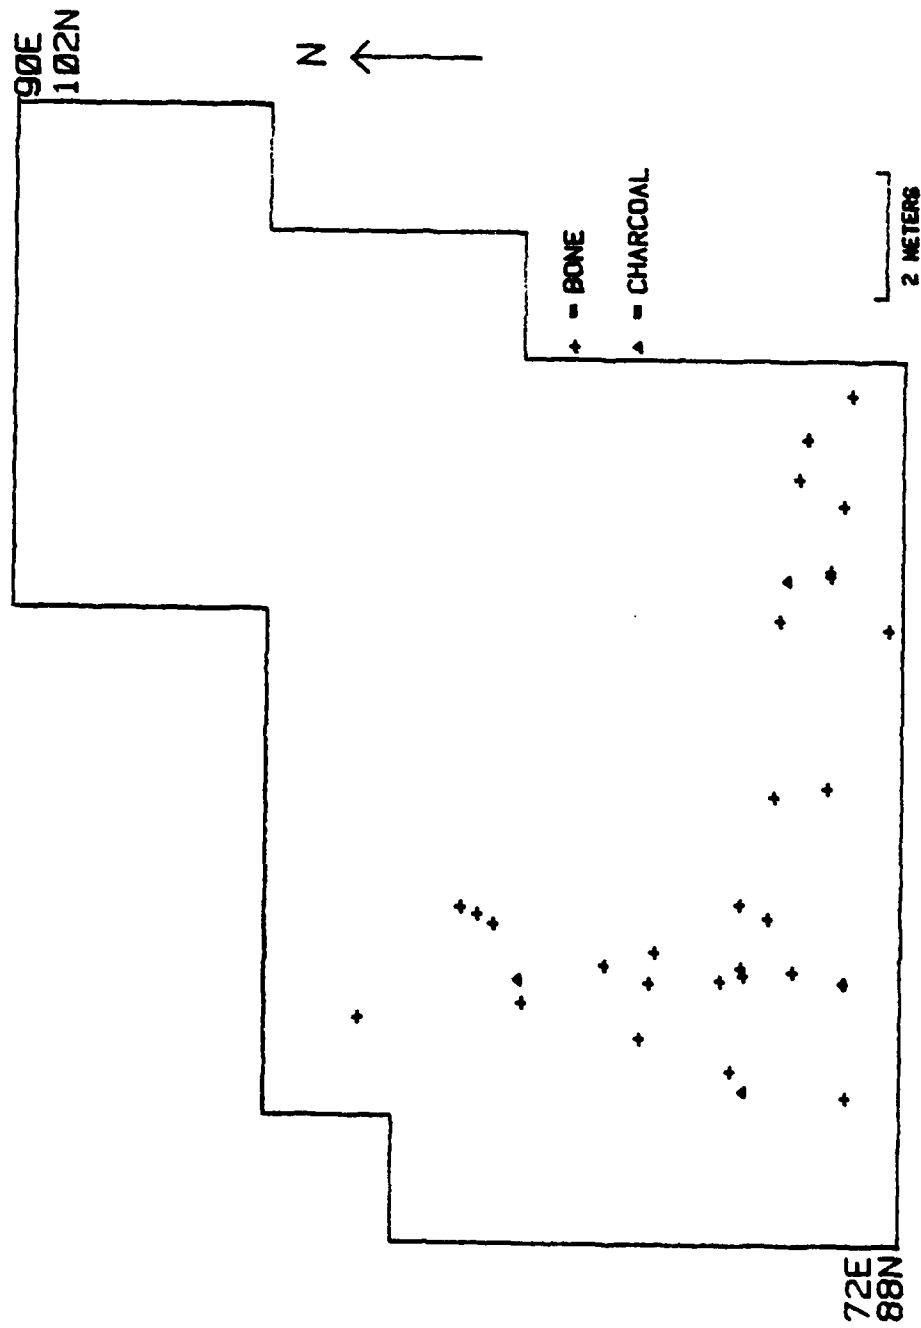 90E
102N
N
+ = BONE
▲ = CHARCOAL
2 METERS
72E
88N